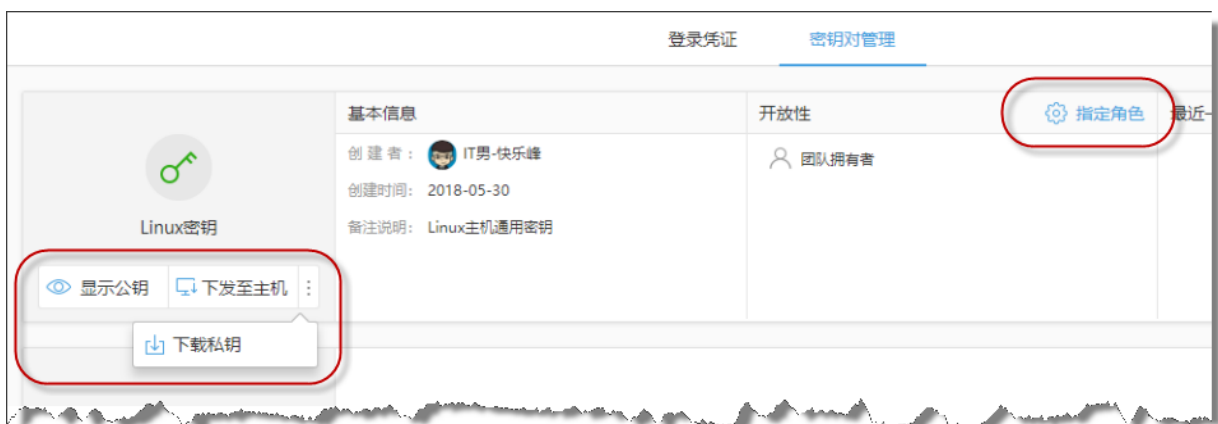 登录凭证 密钥对管理
基本信息 开放性 指定角色 最近一
创 建 者： IT男-快乐峰 团队拥有者
创建时间： 2018-05-30
Linux密钥 备注说明： Linux主机通用密钥
显示公钥 下发至主机
下载私钥